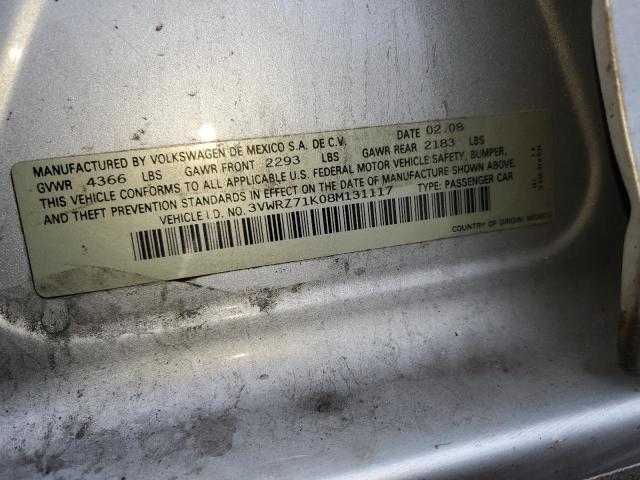 MANUFACTURED BY VOLKSWAGEN DE MEXICO S.A. DE C.V. DATE 02.08
GVWR 4366 LBS GAWR FRONT 2293 LBS GAWR REAR 2183 LBS
THIS VEHICLE CONFORMS TO ALL APPLICABLE U.S. FEDERAL MOTOR VEHICLE SAFETY, BUMPER,
AND THEFT PREVENTION STANDARDS IN EFFECT ON THE DATE OF MANUFACTURE SHOWN ABOVE.
VEHICLE I.D. NO. 3VWRZ71K08M131117 TYPE: PASSENGER CAR
COUNTRY OF ORIGIN: MEXICO